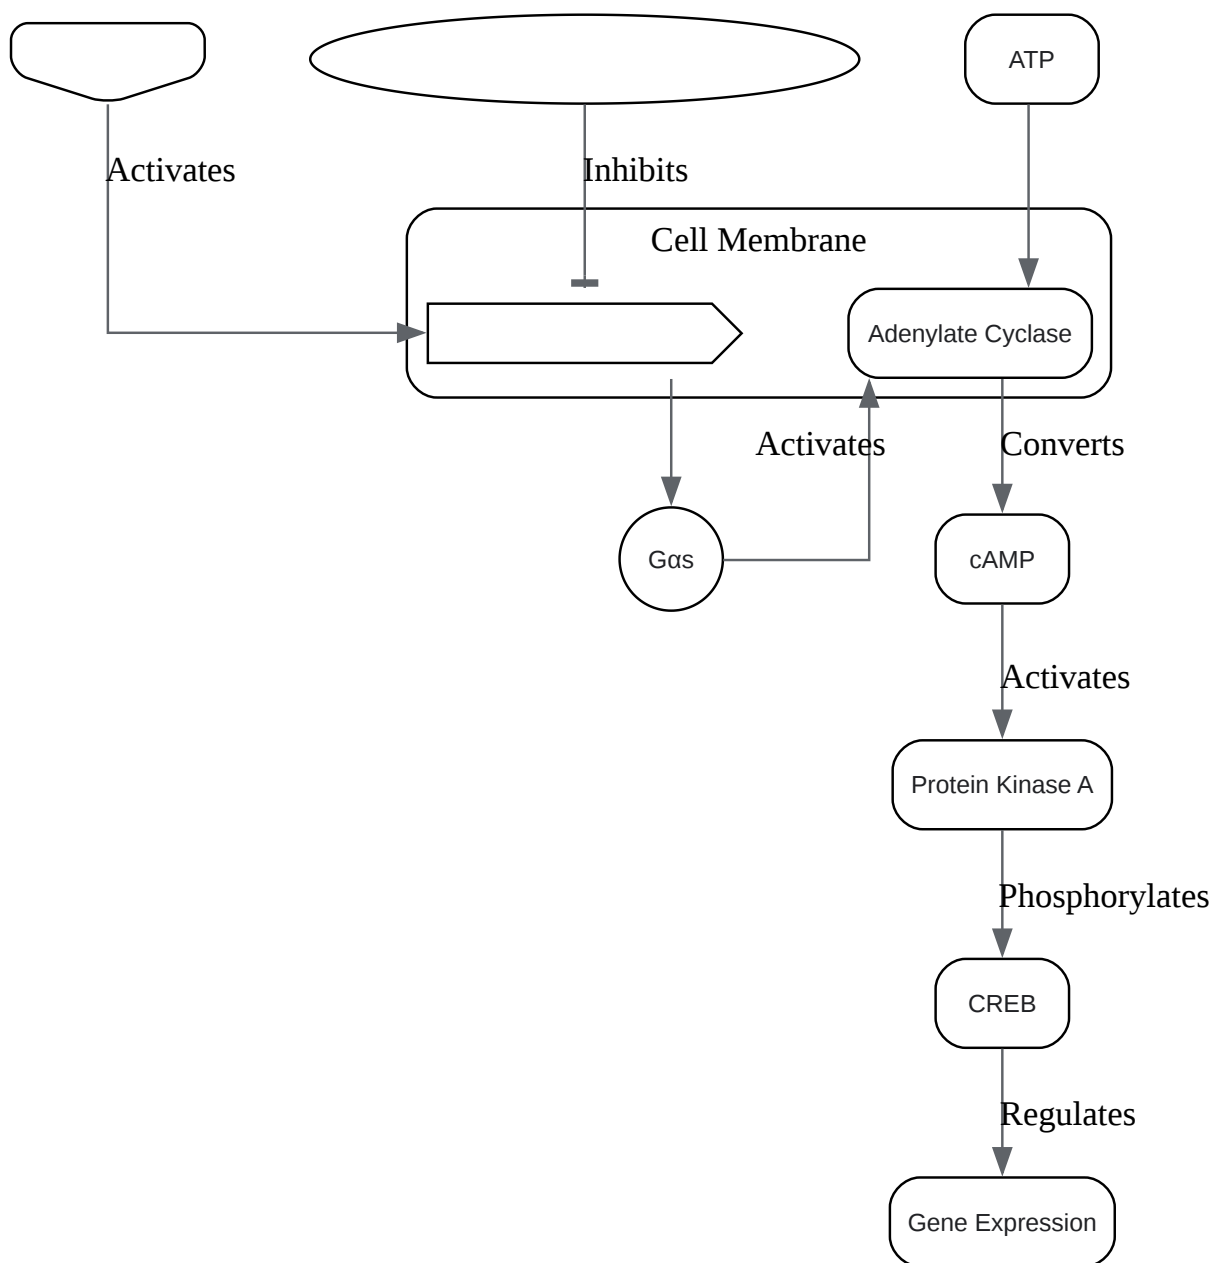 ATP
Activates
Inhibits
Cell Membrane
Adenylate Cyclase
Activates
Converts
Gαs
cAMP
Activates
Protein Kinase A
Phosphorylates
CREB
Regulates
Gene Expression